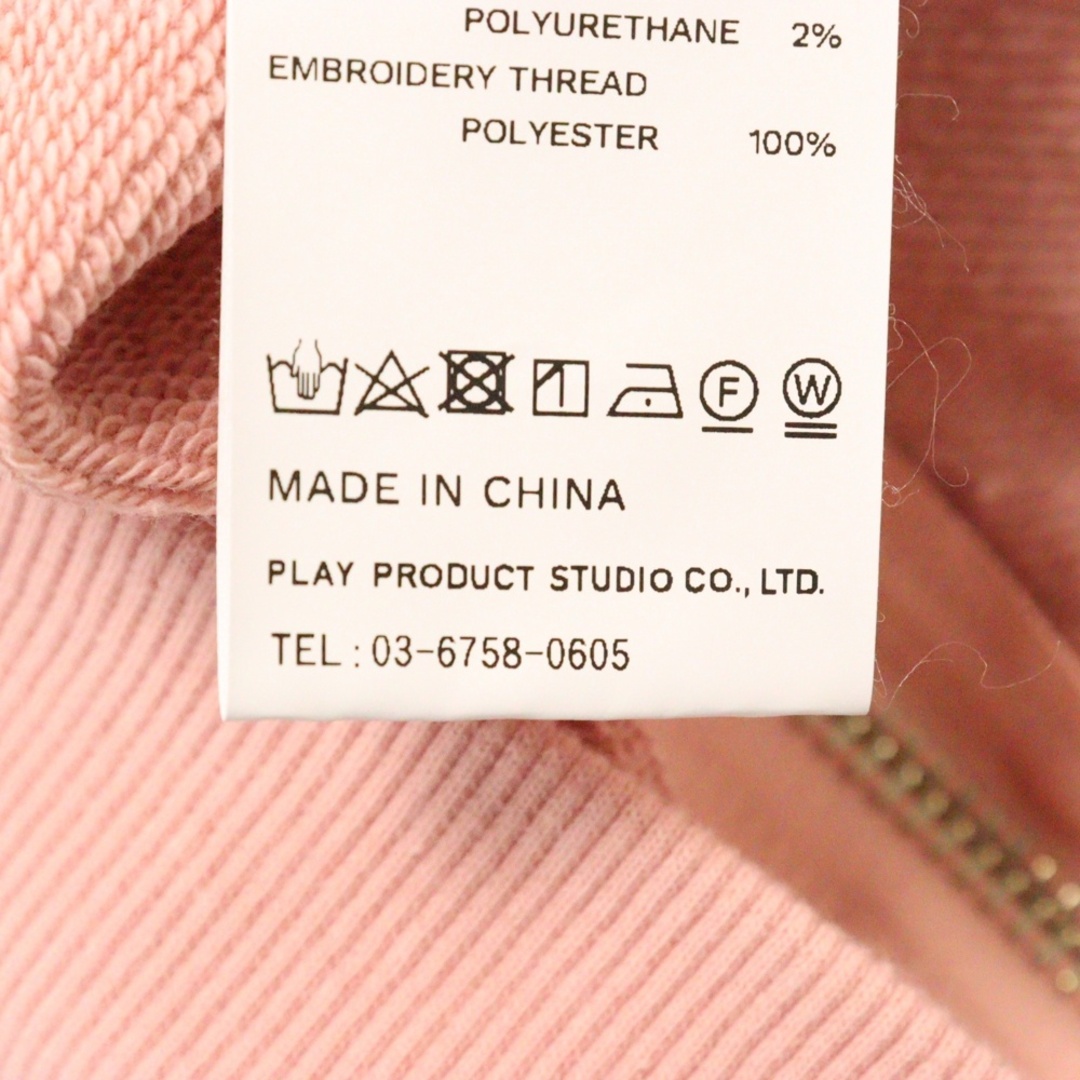 POLYURETHANE 2%
EMBROIDERY THREAD
POLYESTER 100%
F W
MADE IN CHINA
PLAY PRODUCT STUDIO CO., LTD.
TEL : 03-6758-0605